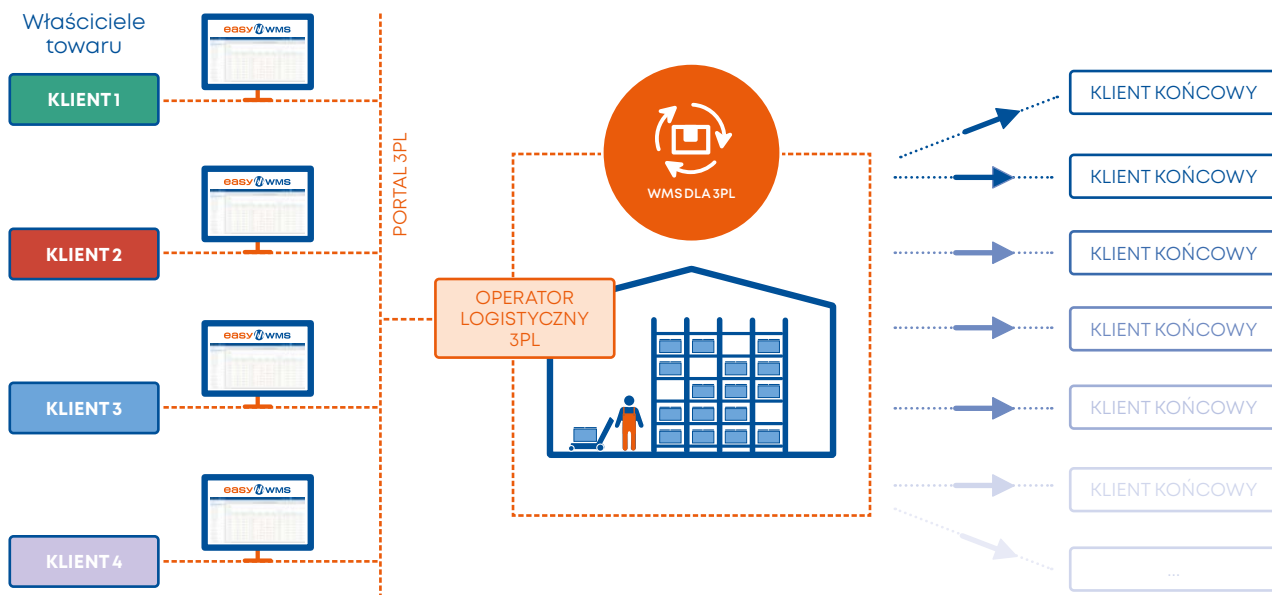 Właściciele
towaru
easy WMS
KLIENT 1
easy WMS
KLIENT 2
easy WMS
KLIENT 3
easy WMS
KLIENT 4
PORTAL 3PL
WMS DLA 3PL
OPERATOR
LOGISTYCZNY
3PL
KLIENT KOŃCOWY
KLIENT KOŃCOWY
KLIENT KOŃCOWY
KLIENT KOŃCOWY
KLIENT KOŃCOWY
KLIENT KOŃCOWY
...